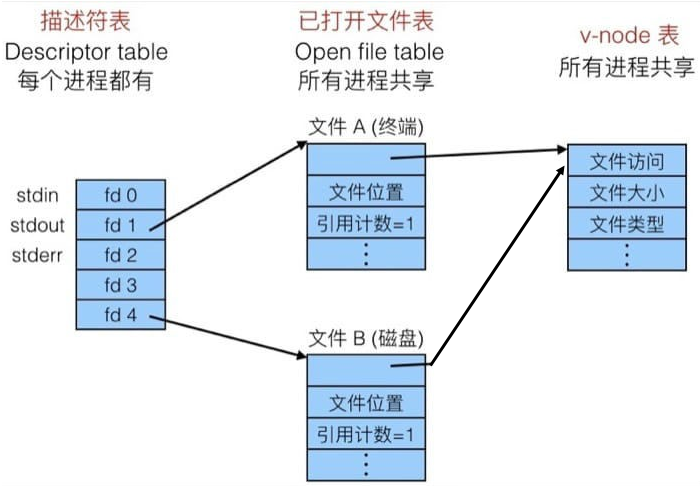 描述符表
Descriptor table
每个进程都有
已打开文件表
Open file table
所有进程共享
v-node 表
所有进程共享
stdin
stdout
stderr
fd 0
fd 1
fd 2
fd 3
fd 4
文件 A (终端)
文件位置
引用计数=1
⋮
文件 B (磁盘)
文件位置
引用计数=1
⋮
文件访问
文件大小
文件类型
⋮